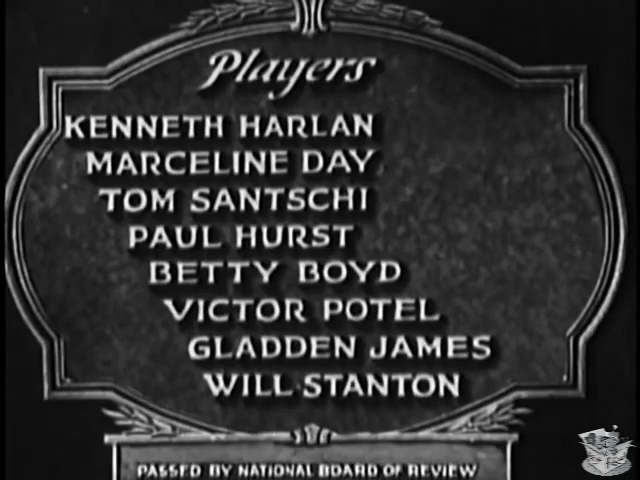 Players
KENNETH HARLAN
MARCELINE DAY
TOM SANTSCHI
PAUL HURST
BETTY BOYD
VICTOR POTEL
GLADDEN JAMES
WILL STANTON
PASSED BY NATIONAL BOARD OF REVIEW